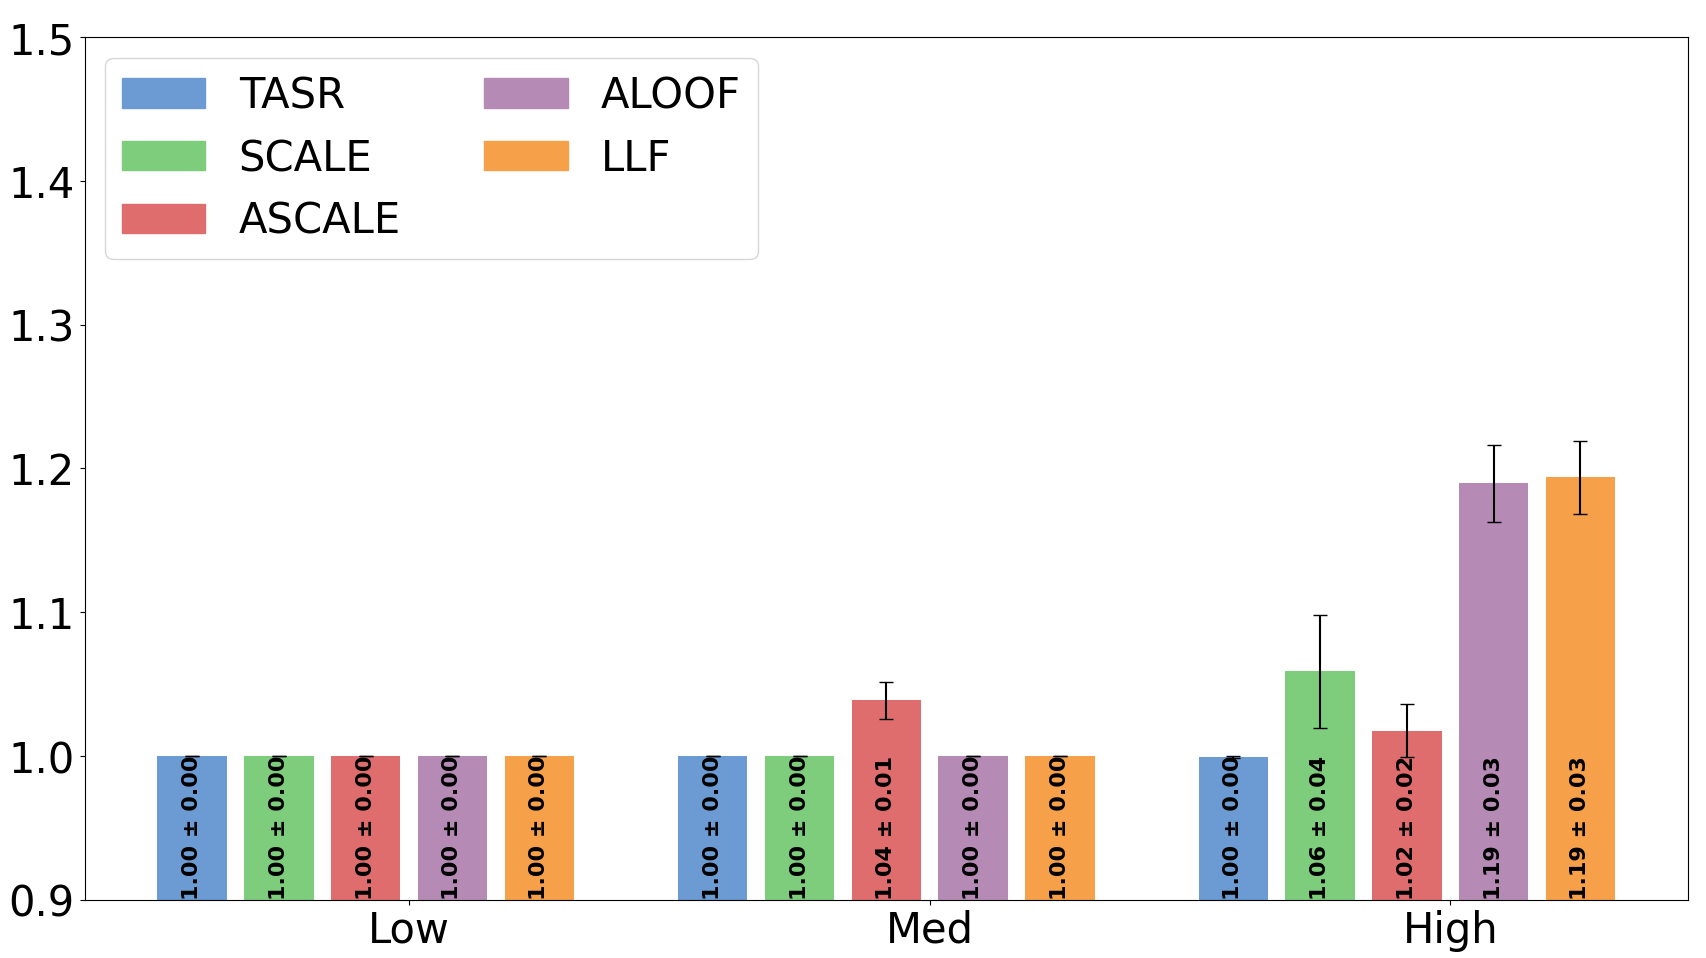 1.5
1.4
1.3
1.2
1.1
1.0
0.9
TASR
SCALE
ASCALE
ALOOF
LLF
1.00 ± 0.00
1.00 ± 0.00
1.00 ± 0.00
1.00 ± 0.00
1.00 ± 0.00
1.00 ± 0.00
1.00 ± 0.00
1.04 ± 0.01
1.00 ± 0.00
1.00 ± 0.00
1.00 ± 0.00
1.06 ± 0.04
1.02 ± 0.02
1.19 ± 0.03
1.19 ± 0.03
Low
Med
High